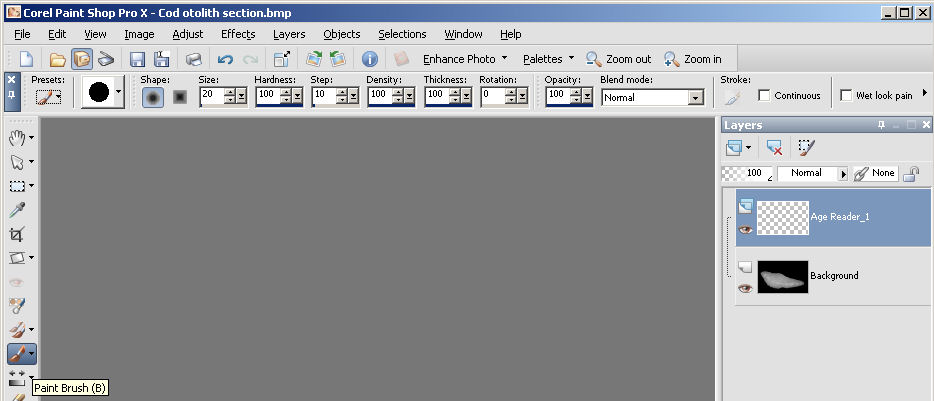 Corel Paint Shop Pro X - Cod otolith section.bmp
File Edit View Image Adjust Effects Layers Objects Selections Window Help
Enhance Photo Palettes Zoom out Zoom in
Presets: Shape: Size: Hardness: Step: Density: Thickness: Rotation: Opacity: Blend mode: Stroke:
20 100 10 100 100 0 100 Normal Continuous Wet look pain
Layers
100 Normal None
Age Reader_1
Background
Paint Brush (B)